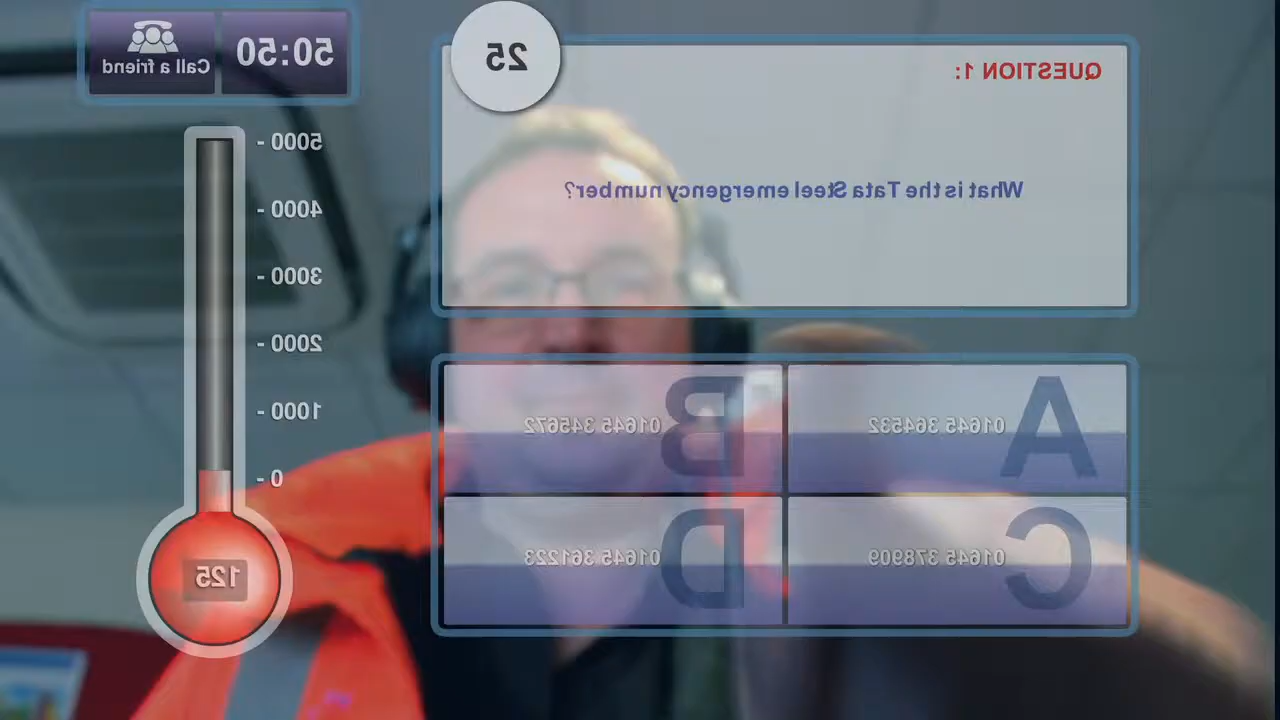 50:50
Call a friend
25
QUESTION 1:
What is the Tata Steel emergency number?
A 01645 364532
B 01645 345672
C 01645 378909
D 01645 361223
5000 -
4000 -
3000 -
2000 -
1000 -
0 -
125